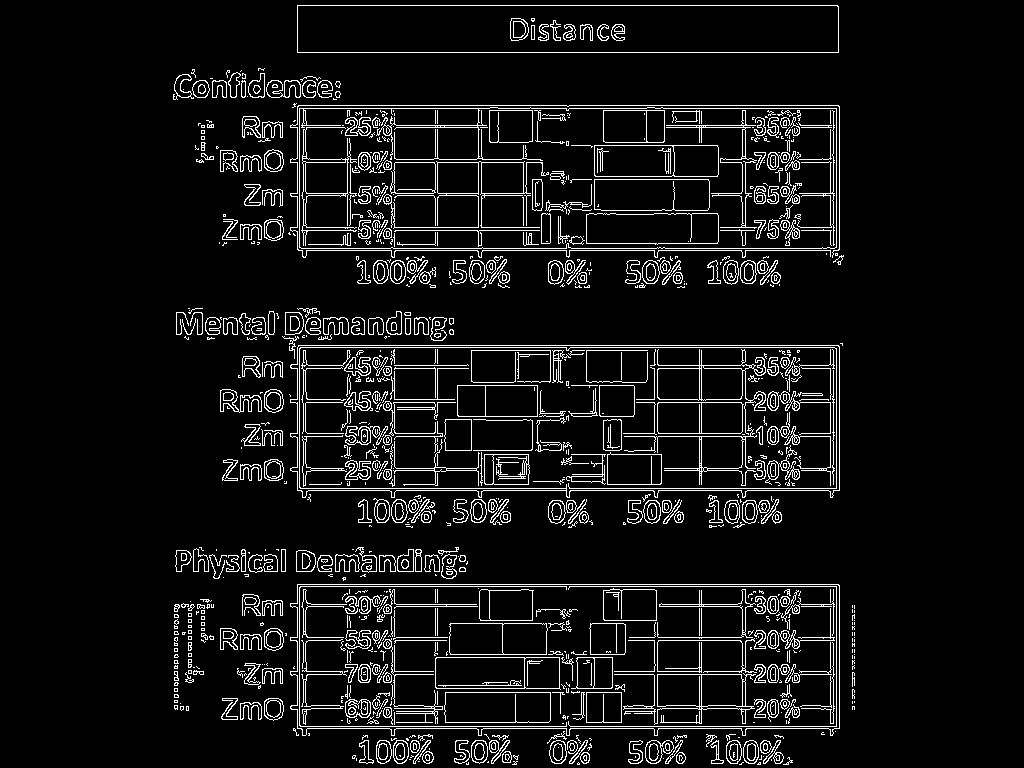 Distance
Confidence:
Rm 25% 35%
RmO 0% 70%
Zm 5% 65%
ZmO 5% 75%
100% 50% 0% 50% 100%
Mental Demanding:
Rm 45% 35%
RmO 45% 20%
Zm 50% 10%
ZmO 25% 30%
100% 50% 0% 50% 100%
Physical Demanding:
Rm 30% 30%
RmO 55% 20%
Zm 70% 20%
ZmO 60% 20%
100% 50% 0% 50% 100%